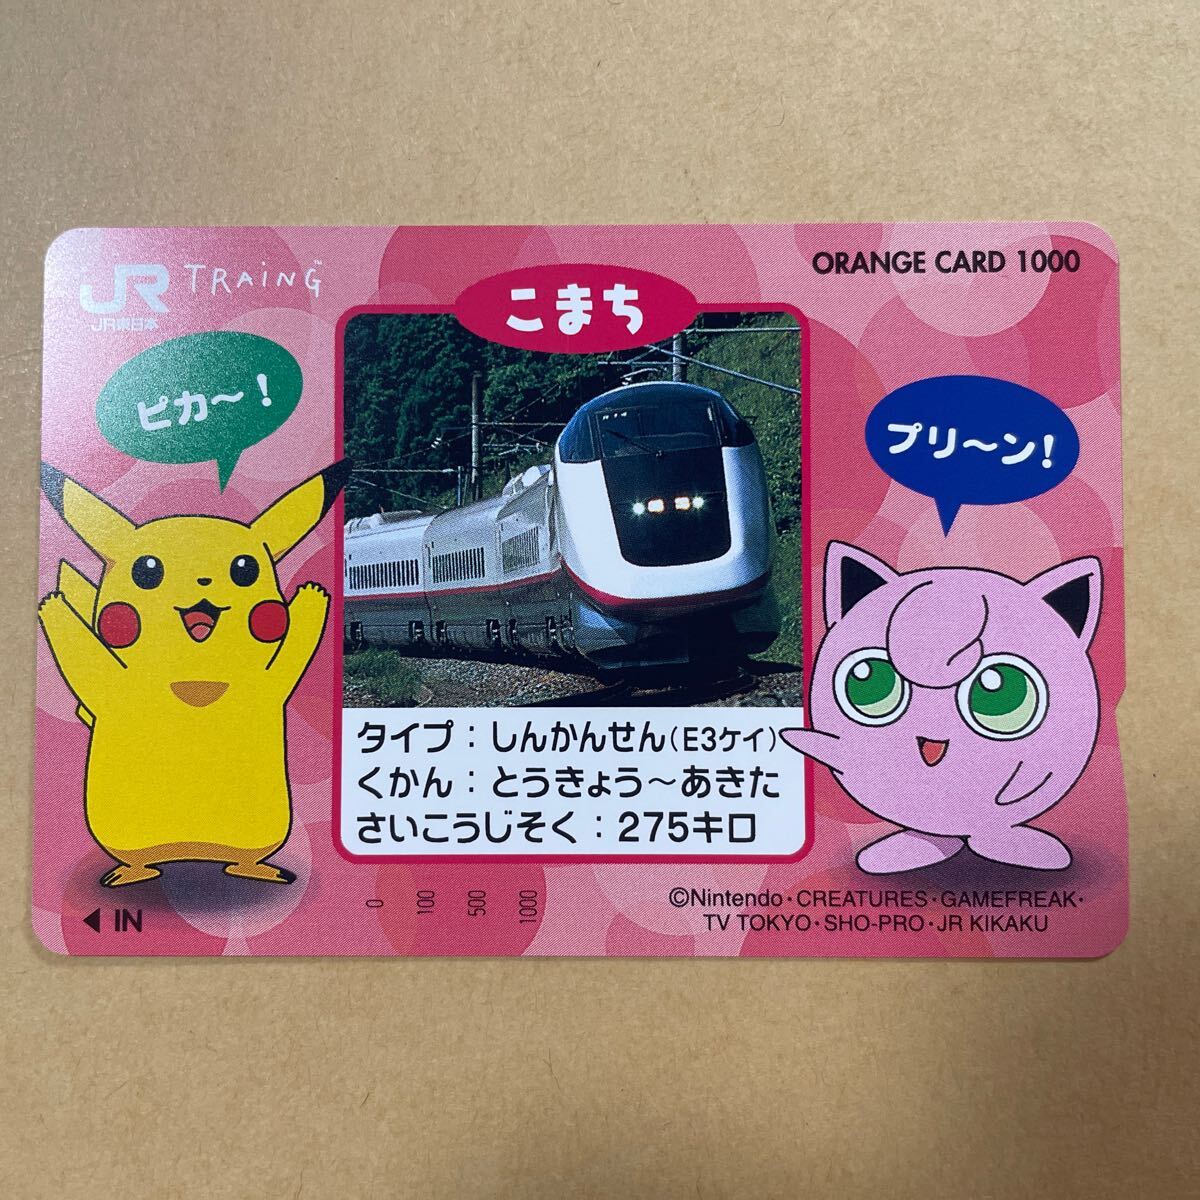 JR TRAiNG™
JR東日本
ORANGE CARD 1000
こまち
ピカ〜!
プリ〜ン!
タイプ：しんかんせん(E3ケイ)
くかん：とうきょう〜あきた
さいこうじそく：275キロ
◀ IN
0 100 500 1000
©Nintendo・CREATURES・GAMEFREAK・
TV TOKYO・SHO-PRO・JR KIKAKU